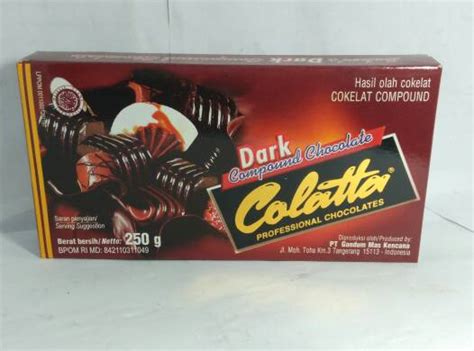 Hasil olah cokelat
COKELAT COMPOUND
Dark
Compound Chocolate
Colatta®
PROFESSIONAL CHOCOLATES
Saran penyajian/
Serving Suggestion
Berat bersih/Netto: 250 g
BPOM RI MD: 842110311049
Diproduksi oleh/Produced by:
PT Gandum Mas Kencana
Jl. Moh. Toha Km.3 Tangerang 15113 - Indonesia